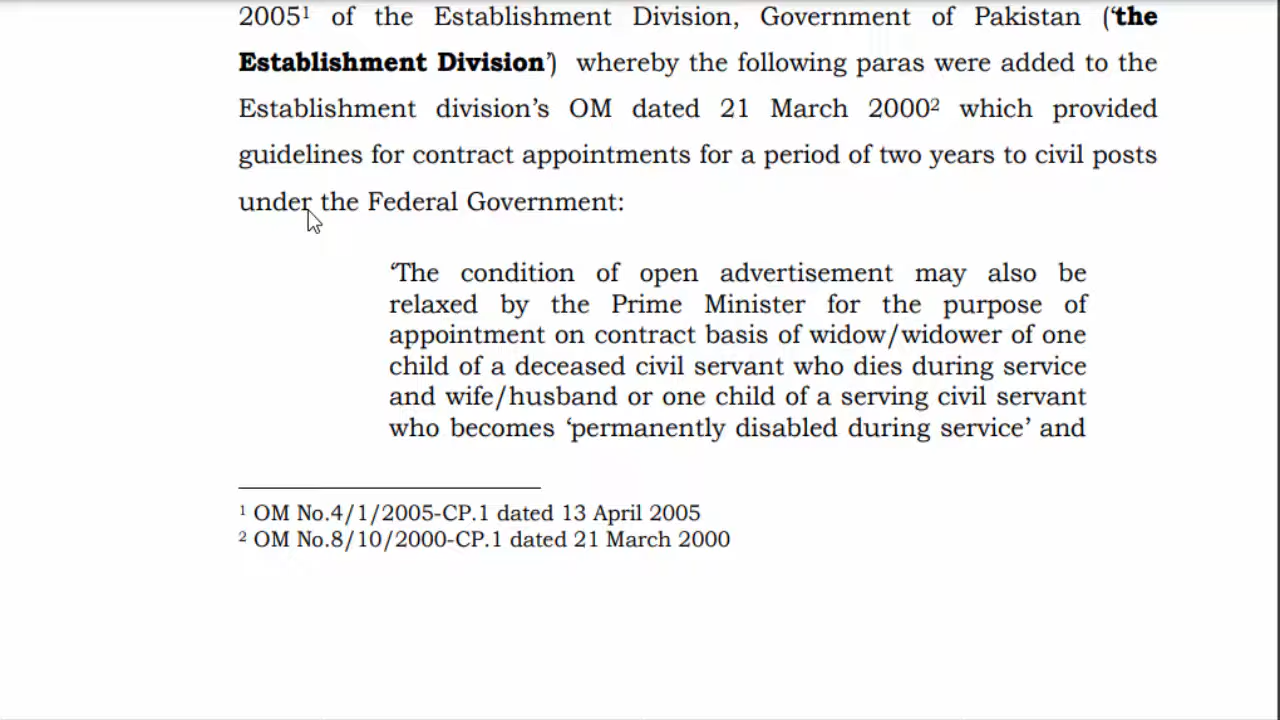 2005¹ of the Establishment Division, Government of Pakistan (‘the
Establishment Division’) whereby the following paras were added to the
Establishment division’s OM dated 21 March 2000² which provided
guidelines for contract appointments for a period of two years to civil posts
under the Federal Government:
‘The condition of open advertisement may also be
relaxed by the Prime Minister for the purpose of
appointment on contract basis of widow/widower of one
child of a deceased civil servant who dies during service
and wife/husband or one child of a serving civil servant
who becomes ‘permanently disabled during service’ and
¹ OM No.4/1/2005-CP.1 dated 13 April 2005
² OM No.8/10/2000-CP.1 dated 21 March 2000